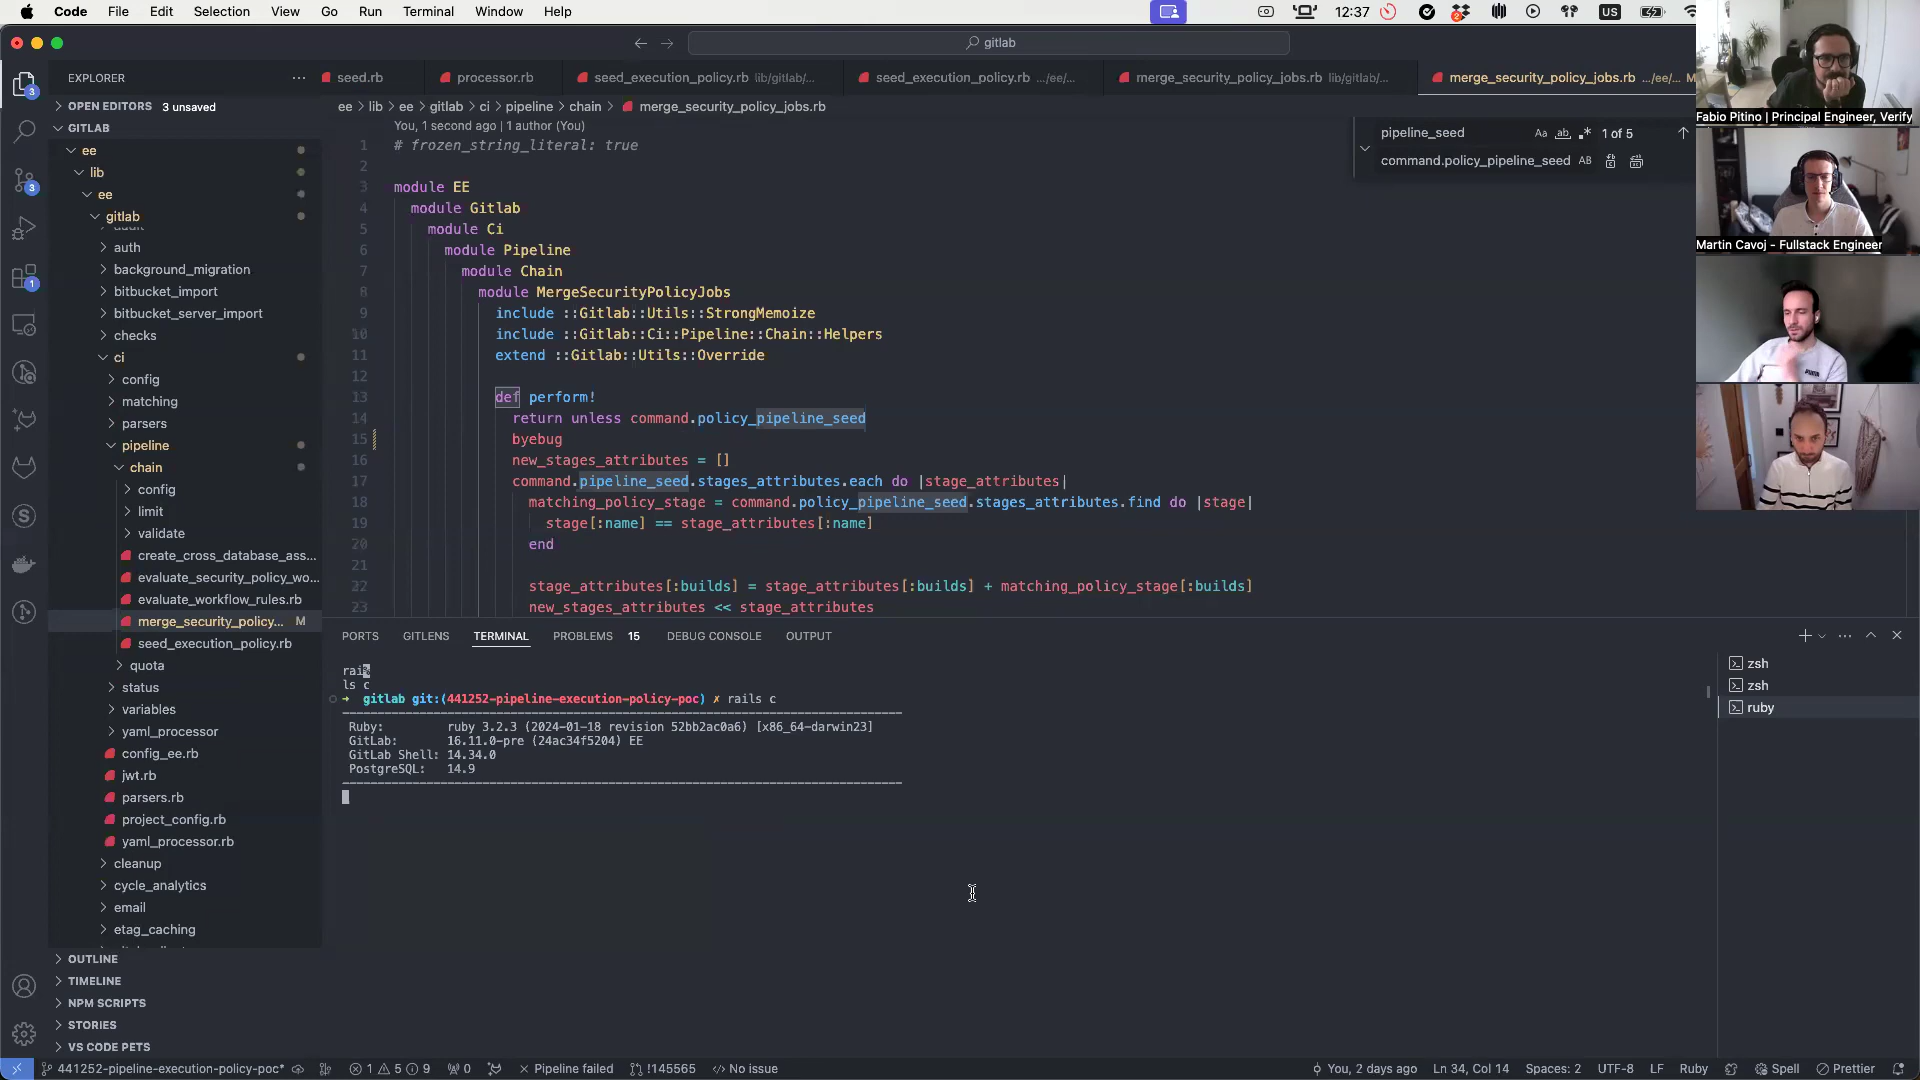 Code File Edit Selection View Go Run Terminal Window Help
12:37
US
gitlab
EXPLORER
seed.rb
processor.rb
seed_execution_policy.rb lib/gitlab/...
seed_execution_policy.rb .../ee/...
merge_security_policy_jobs.rb lib/gitlab/...
merge_security_policy_jobs.rb .../ee/... M
OPEN EDITORS 3 unsaved
GITLAB
ee
lib
ee
gitlab
audit
auth
background_migration
bitbucket_import
bitbucket_server_import
checks
ci
config
matching
parsers
pipeline
chain
config
limit
validate
create_cross_database_ass...
evaluate_security_policy_wo...
evaluate_workflow_rules.rb
merge_security_policy... M
seed_execution_policy.rb
quota
status
variables
yaml_processor
config_ee.rb
jwt.rb
parsers.rb
project_config.rb
yaml_processor.rb
cleanup
cycle_analytics
email
etag_caching
OUTLINE
TIMELINE
NPM SCRIPTS
STORIES
VS CODE PETS
3
3
1
ee > lib > ee > gitlab > ci > pipeline > chain > merge_security_policy_jobs.rb
You, 1 second ago | 1 author (You)
1 # frozen_string_literal: true
2
3 module EE
4 module Gitlab
5 module Ci
6 module Pipeline
7 module Chain
8 module MergeSecurityPolicyJobs
9 include ::Gitlab::Utils::StrongMemoize
10 include ::Gitlab::Ci::Pipeline::Chain::Helpers
11 extend ::Gitlab::Utils::Override
12
13 def perform!
14 return unless command.policy_pipeline_seed
15 byebug
16 new_stages_attributes = []
17 command.pipeline_seed.stages_attributes.each do |stage_attributes|
18 matching_policy_stage = command.policy_pipeline_seed.stages_attributes.find do |stage|
19 stage[:name] == stage_attributes[:name]
20 end
21
22 stage_attributes[:builds] = stage_attributes[:builds] + matching_policy_stage[:builds]
23 new_stages_attributes << stage_attributes
pipeline_seed Aa ab 1 of 5
command.policy_pipeline_seed AB
Fabio Pitino | Principal Engineer, Verify
Martin Cavoj - Fullstack Engineer
PORTS GITLENS TERMINAL PROBLEMS 15 DEBUG CONSOLE OUTPUT
rai%
ls c
→ gitlab git:(441252-pipeline-execution-policy-poc) ✗ rails c
Ruby: ruby 3.2.3 (2024-01-18 revision 52bb2ac0a6) [x86_64-darwin23]
GitLab: 16.11.0-pre (24ac34f5204) EE
GitLab Shell: 14.34.0
PostgreSQL: 14.9
zsh
zsh
ruby
441252-pipeline-execution-policy-poc* 1 5 9 0 Pipeline failed !145565 No issue
You, 2 days ago Ln 34, Col 14 Spaces: 2 UTF-8 LF Ruby Spell Prettier